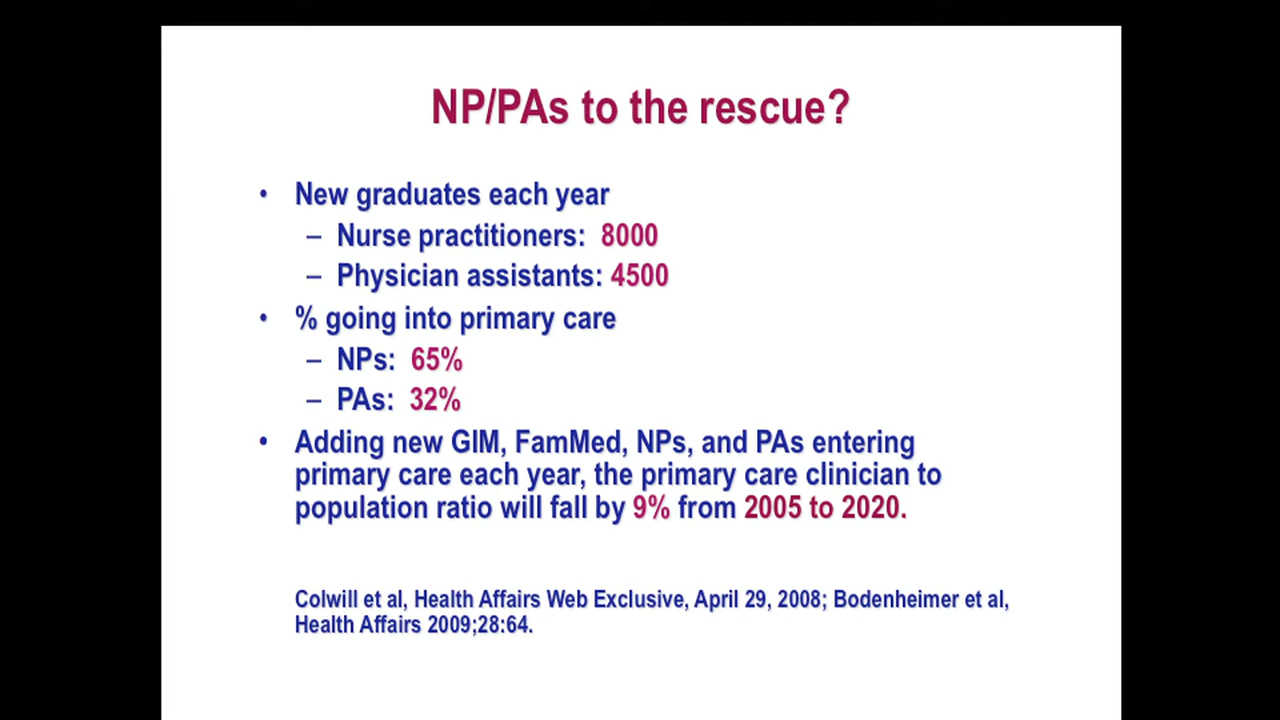 NP/PAs to the rescue?
• New graduates each year
– Nurse practitioners: 8000
– Physician assistants: 4500
• % going into primary care
– NPs: 65%
– PAs: 32%
• Adding new GIM, FamMed, NPs, and PAs entering
primary care each year, the primary care clinician to
population ratio will fall by 9% from 2005 to 2020.
Colwill et al, Health Affairs Web Exclusive, April 29, 2008; Bodenheimer et al,
Health Affairs 2009;28:64.